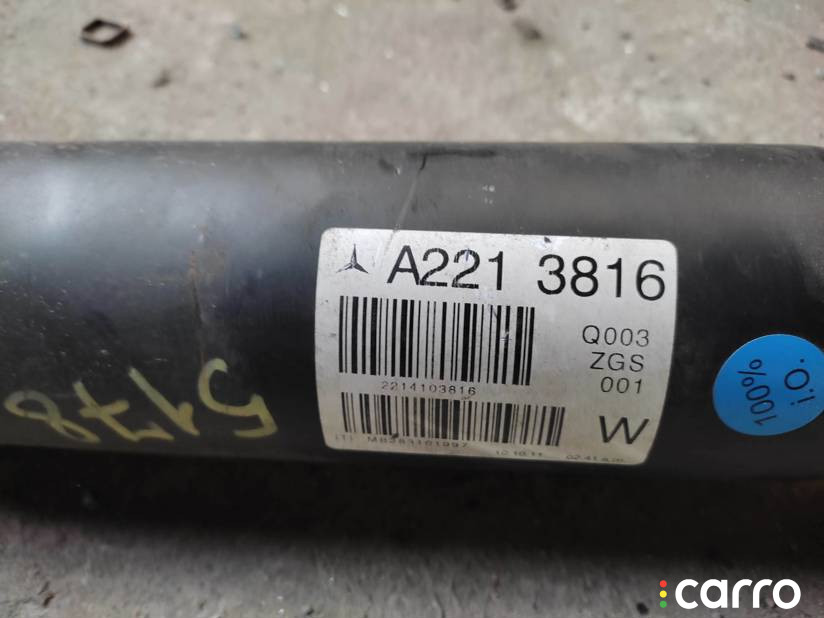 A221 3816
Q003
ZGS
001
2214103816
W
100%
i.O.
5178
carro